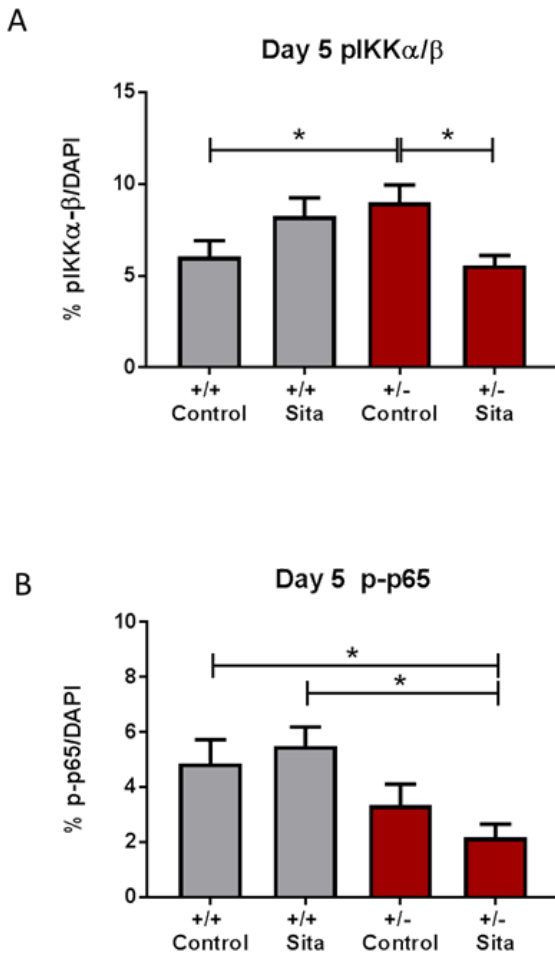 A
Day 5 pIKKα/β
15
10
5
0
% pIKKα-β/DAPI
* *
+/+ +/+ +/- +/-
Control Sita Control Sita
B
Day 5 p-p65
10
8
6
4
2
0
% p-p65/DAPI
*
*
+/+ +/+ +/- +/-
Control Sita Control Sita